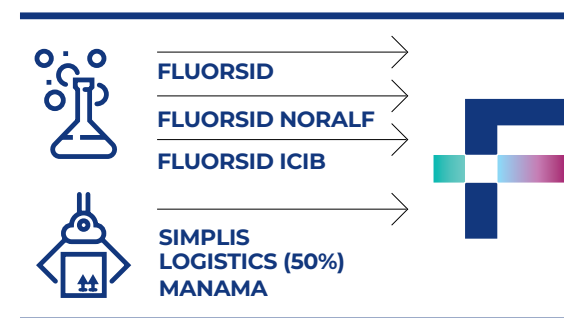 FLUORSID
FLUORSID NORALF
FLUORSID ICIB
SIMPLIS
LOGISTICS (50%)
MANAMA